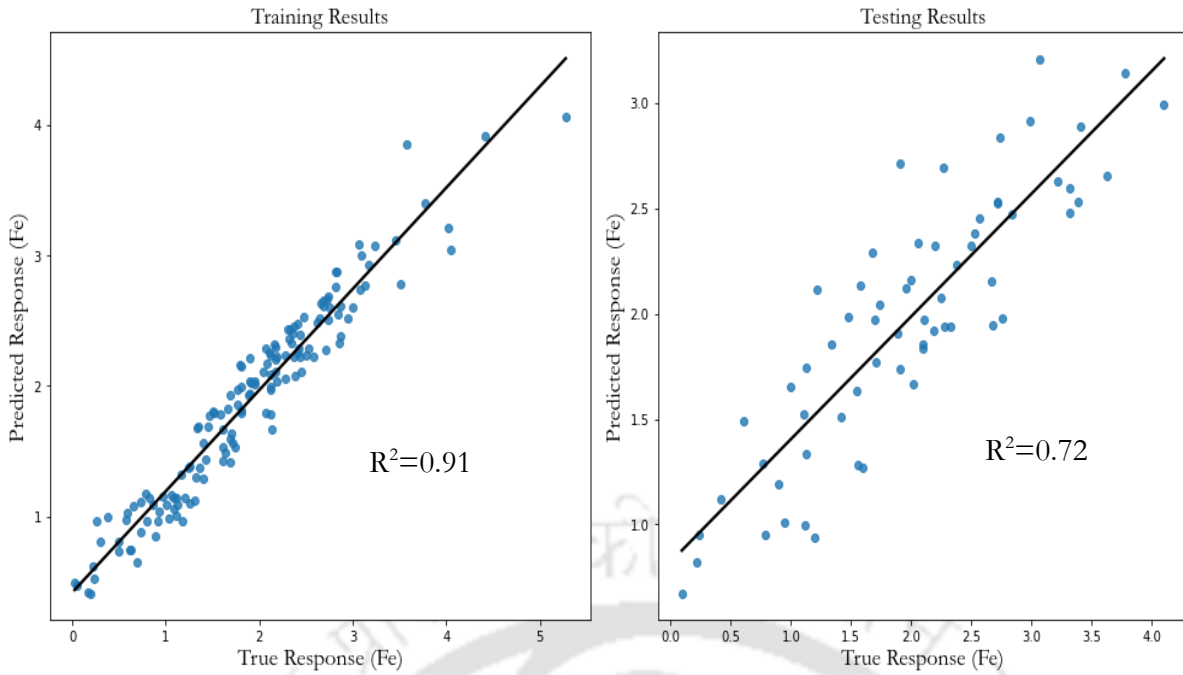 Training Results
Predicted Response (Fe)
4
3
2
1
R²=0.91
0 1 2 3 4 5
True Response (Fe)
Testing Results
Predicted Response (Fe)
3.0
2.5
2.0
1.5
1.0
R²=0.72
0.0 0.5 1.0 1.5 2.0 2.5 3.0 3.5 4.0
True Response (Fe)